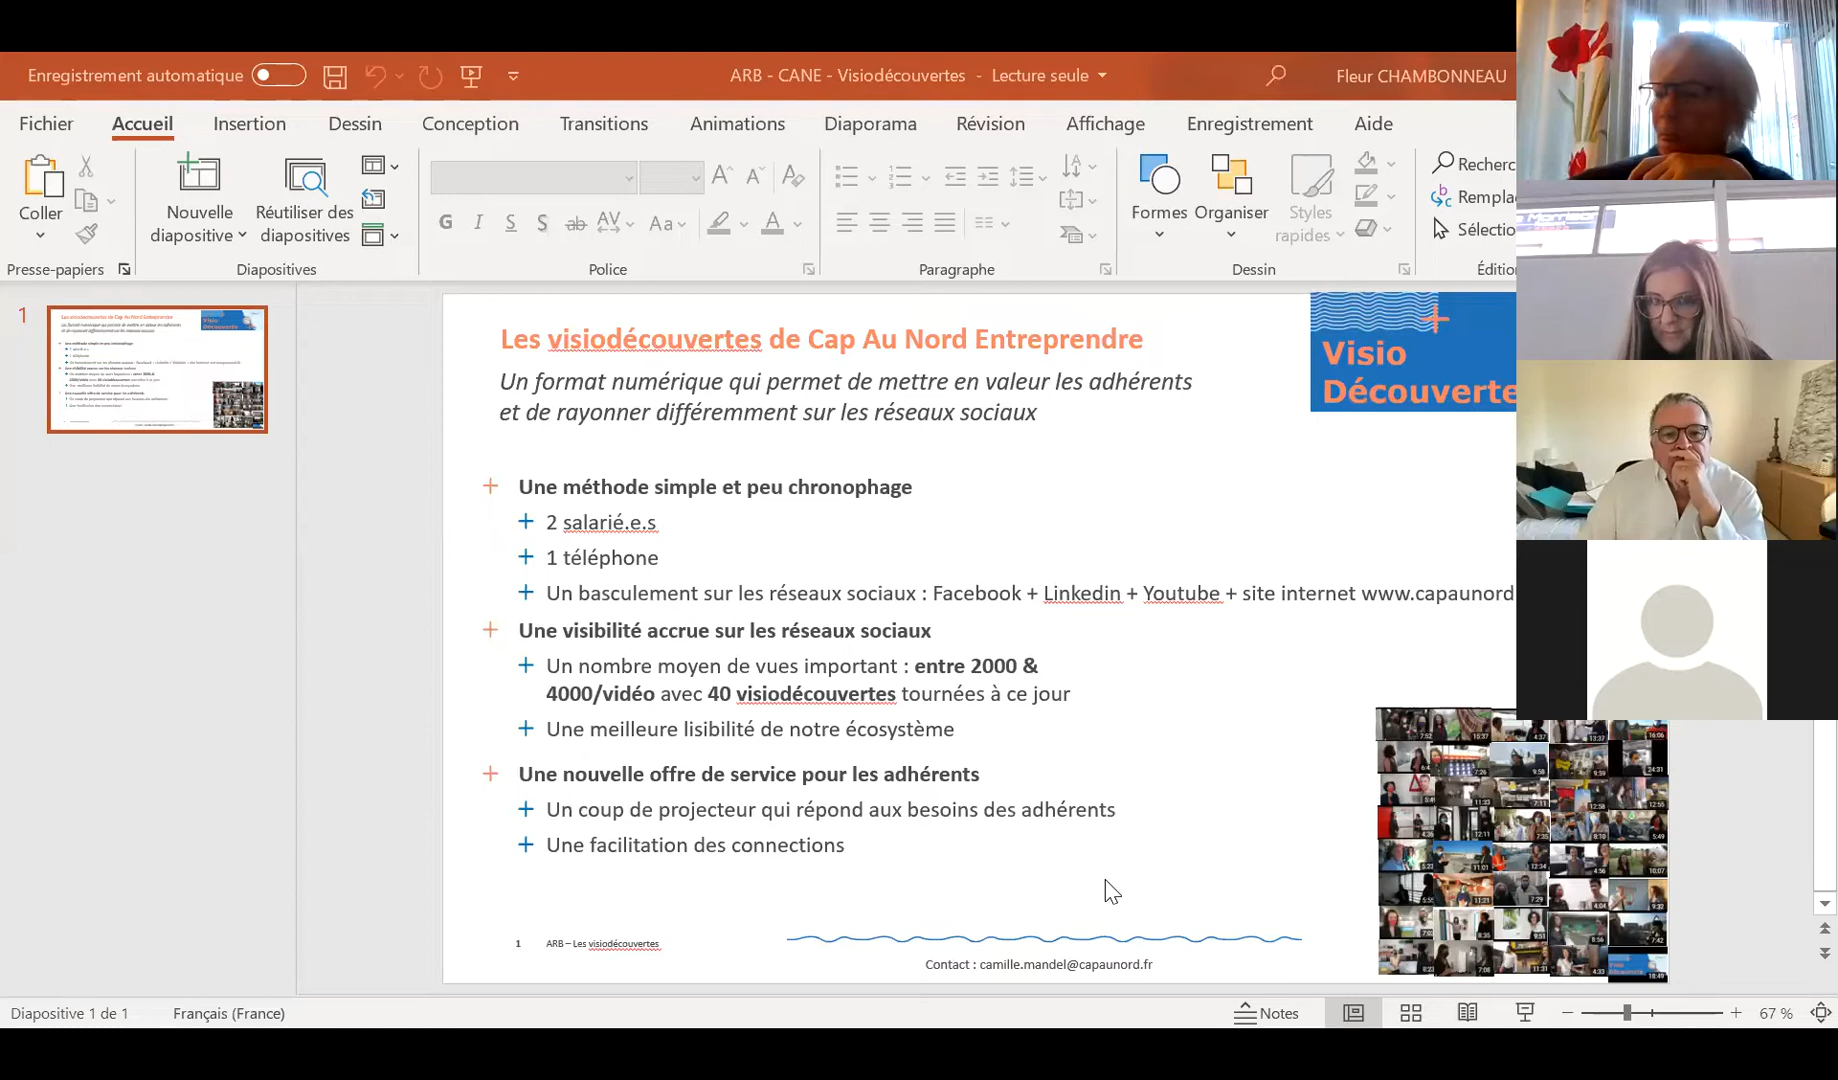 Enregistrement automatique
ARB - CANE - Visiodécouvertes - Lecture seule
Fleur CHAMBONNEAU
Fichier Accueil Insertion Dessin Conception Transitions Animations Diaporama Révision Affichage Enregistrement Aide
Coller
Nouvelle diapositive
Réutiliser des diapositives
G I S S ab AV Aa A
Formes
Organiser
Styles rapides
Recherc
Rempla
Sélectio
Presse-papiers Diapositives Police Paragraphe Dessin Éditio
1
Les visiodécouvertes de Cap Au Nord Entreprendre
Un format numérique qui permet de mettre en valeur les adhérents
et de rayonner différemment sur les réseaux sociaux
Visio
Découverte
Une méthode simple et peu chronophage
2 salarié.e.s
1 téléphone
Un basculement sur les réseaux sociaux : Facebook + Linkedin + Youtube + site internet www.capaunord
Une visibilité accrue sur les réseaux sociaux
Un nombre moyen de vues important : entre 2000 &
4000/vidéo avec 40 visiodécouvertes tournées à ce jour
Une meilleure lisibilité de notre écosystème
Une nouvelle offre de service pour les adhérents
Un coup de projecteur qui répond aux besoins des adhérents
Une facilitation des connections
1 ARB – Les visiodécouvertes
Contact : camille.mandel@capaunord.fr
Diapositive 1 de 1 Français (France)
Notes
67 %